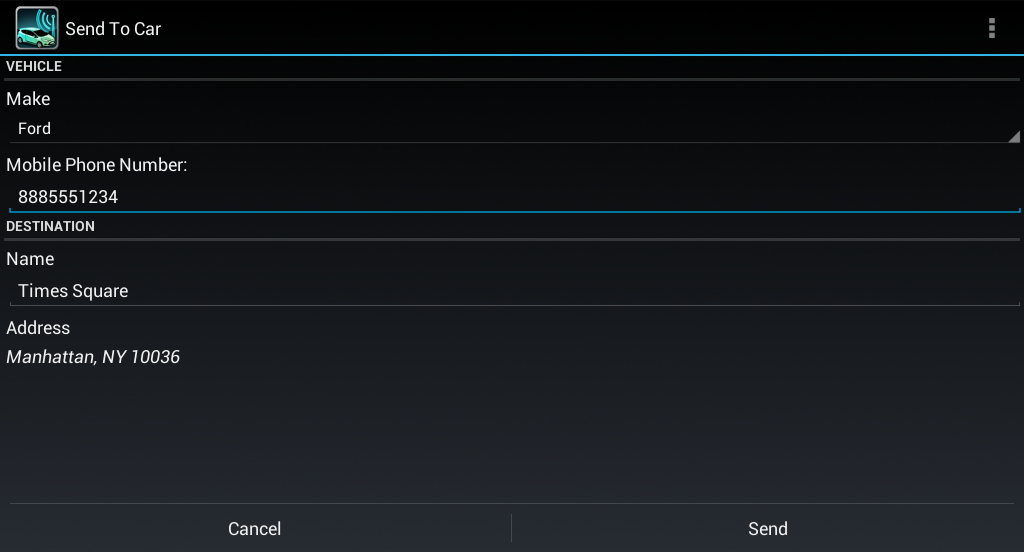 Send To Car
VEHICLE
Make
Ford
Mobile Phone Number:
8885551234
DESTINATION
Name
Times Square
Address
Manhattan, NY 10036
Cancel
Send